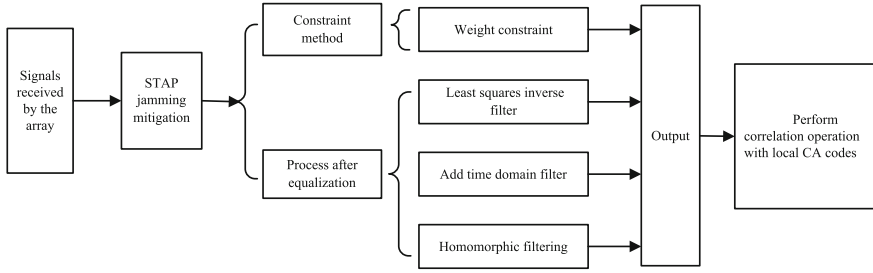 Signals
received
by the
array
STAP
jamming
mitigation
Constraint
method
Process after
equalization
Weight constraint
Least squares inverse
filter
Add time domain filter
Homomorphic filtering
Output
Perform
correlation operation
with local CA codes